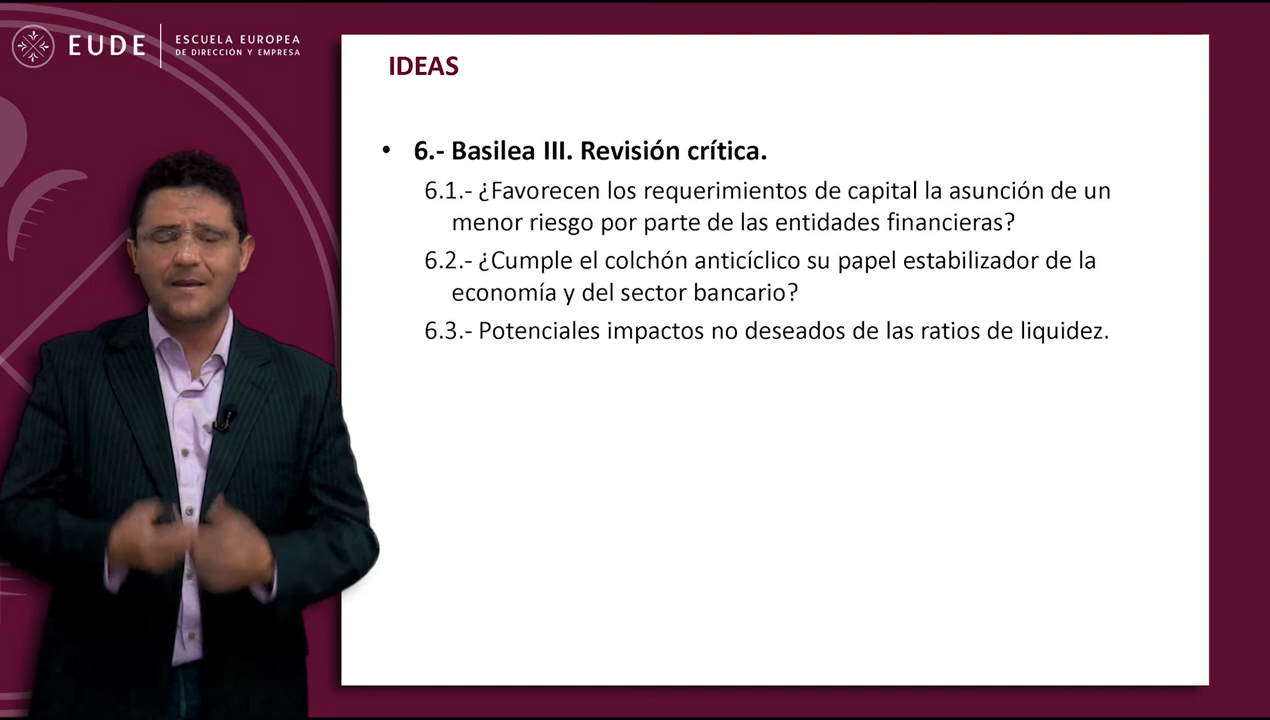 EUDE
ESCUELA EUROPEA
DE DIRECCIÓN Y EMPRESA
IDEAS
• 6.- Basilea III. Revisión crítica.
6.1.- ¿Favorecen los requerimientos de capital la asunción de un
menor riesgo por parte de las entidades financieras?
6.2.- ¿Cumple el colchón anticíclico su papel estabilizador de la
economía y del sector bancario?
6.3.- Potenciales impactos no deseados de las ratios de liquidez.